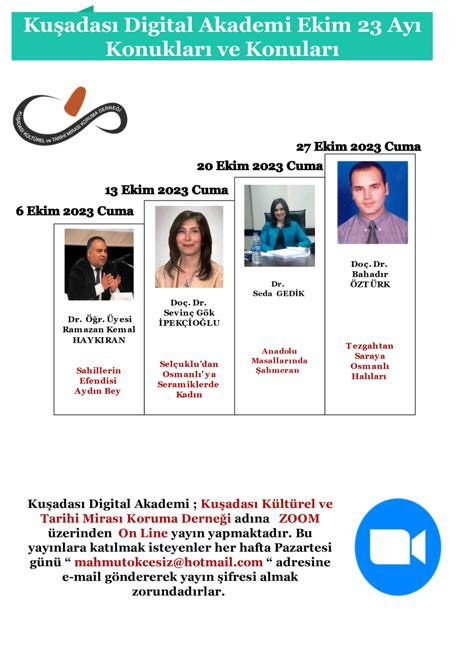 Kuşadası Digital Akademi Ekim 23 Ayı
Konukları ve Konuları
KUŞADASI KÜLTÜREL ve TARİHİ MİRASI KORUMA DERNEĞİ
27 Ekim 2023 Cuma
20 Ekim 2023 Cuma
13 Ekim 2023 Cuma
6 Ekim 2023 Cuma
Dr. Öğr. Üyesi
Ramazan Kemal
HAYKIRAN
Sahillerin
Efendisi
Aydın Bey
Doç. Dr.
Sevinç Gök
İPEKÇİOĞLU
Selçuklu'dan
Osmanlı'ya
Seramiklerde
Kadın
Dr.
Seda GEDİK
Anadolu
Masallarında
Şahmeran
Doç. Dr.
Bahadır
ÖZTÜRK
Tezgahtan
Saraya
Osmanlı
Halıları
Kuşadası Digital Akademi ; Kuşadası Kültürel ve
Tarihi Mirası Koruma Derneği adına ZOOM
üzerinden On Line yayın yapmaktadır. Bu
yayınlara katılmak isteyenler her hafta Pazartesi
günü “ mahmutokcesiz@hotmail.com “ adresine
e-mail göndererek yayın şifresi almak
zorundadırlar.